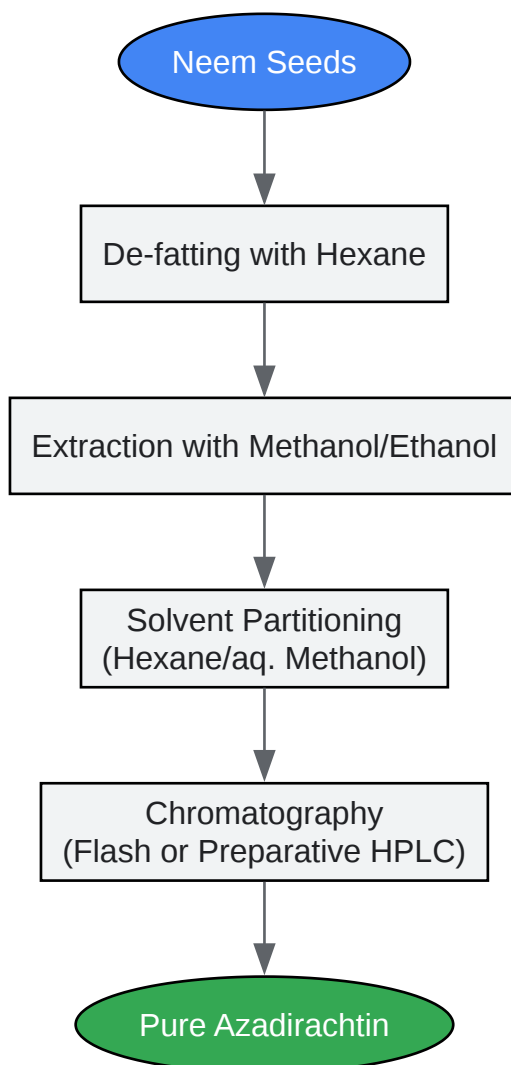 Neem Seeds
De-fatting with Hexane
Extraction with Methanol/Ethanol
Solvent Partitioning
(Hexane/aq. Methanol)
Chromatography
(Flash or Preparative HPLC)
Pure Azadirachtin